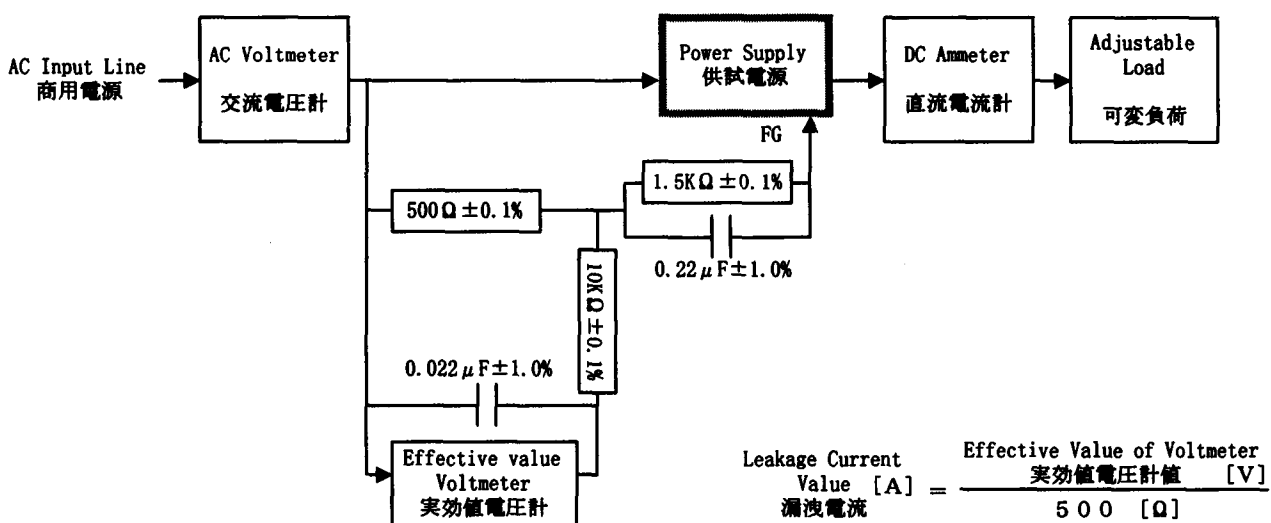 AC Input Line
商用電源
AC Voltmeter
交流電圧計
Power Supply
供試電源
DC Ammeter
直流電流計
Adjustable
Load
可変負荷
FG
1.5KΩ±0.1%
500Ω±0.1%
0.22μF±1.0%
10KΩ±0.1%
0.022μF±1.0%
Effective value
Voltmeter
実効値電圧計
Leakage Current
Value [A] =
漏洩電流
Effective Value of Voltmeter
実効値電圧計値 [V]
500 [Ω]